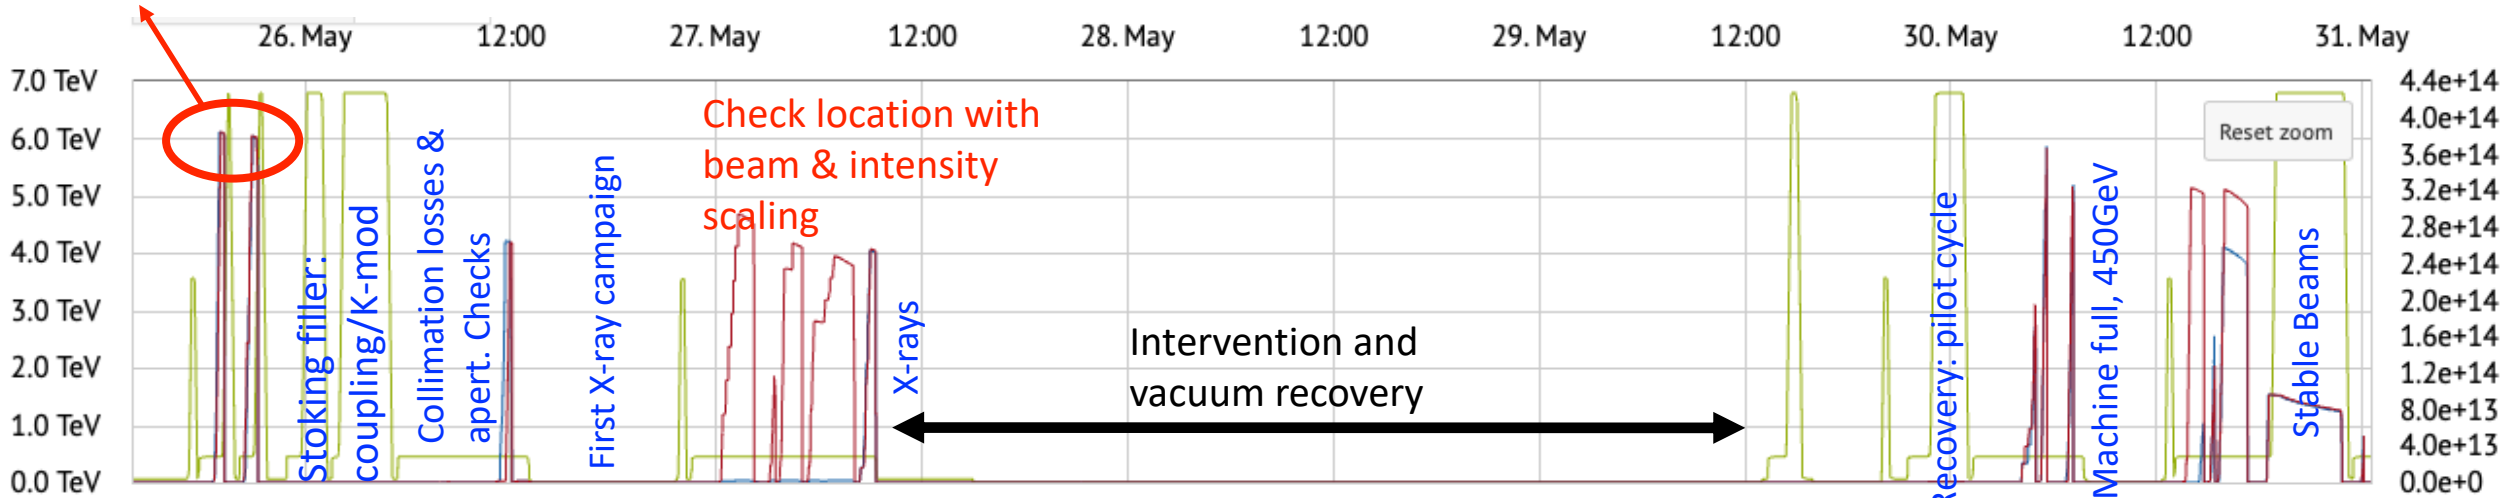 26. May 12:00 27. May 12:00 28. May 12:00 29. May 12:00 30. May 12:00 31. May
7.0 TeV
6.0 TeV
5.0 TeV
4.0 TeV
3.0 TeV
2.0 TeV
1.0 TeV
0.0 TeV
Stoking filler:
coupling/K-mod
Collimation losses &
apert. Checks
First X-ray campaign
Check location with
beam & intensity
scaling
X-rays
Intervention and
vacuum recovery
Recovery: pilot cycle
Machine full, 450GeV
Reset zoom
Stable Beams
4.4e+14
4.0e+14
3.6e+14
3.2e+14
2.8e+14
2.4e+14
2.0e+14
1.6e+14
1.2e+14
8.0e+13
4.0e+13
0.0e+0